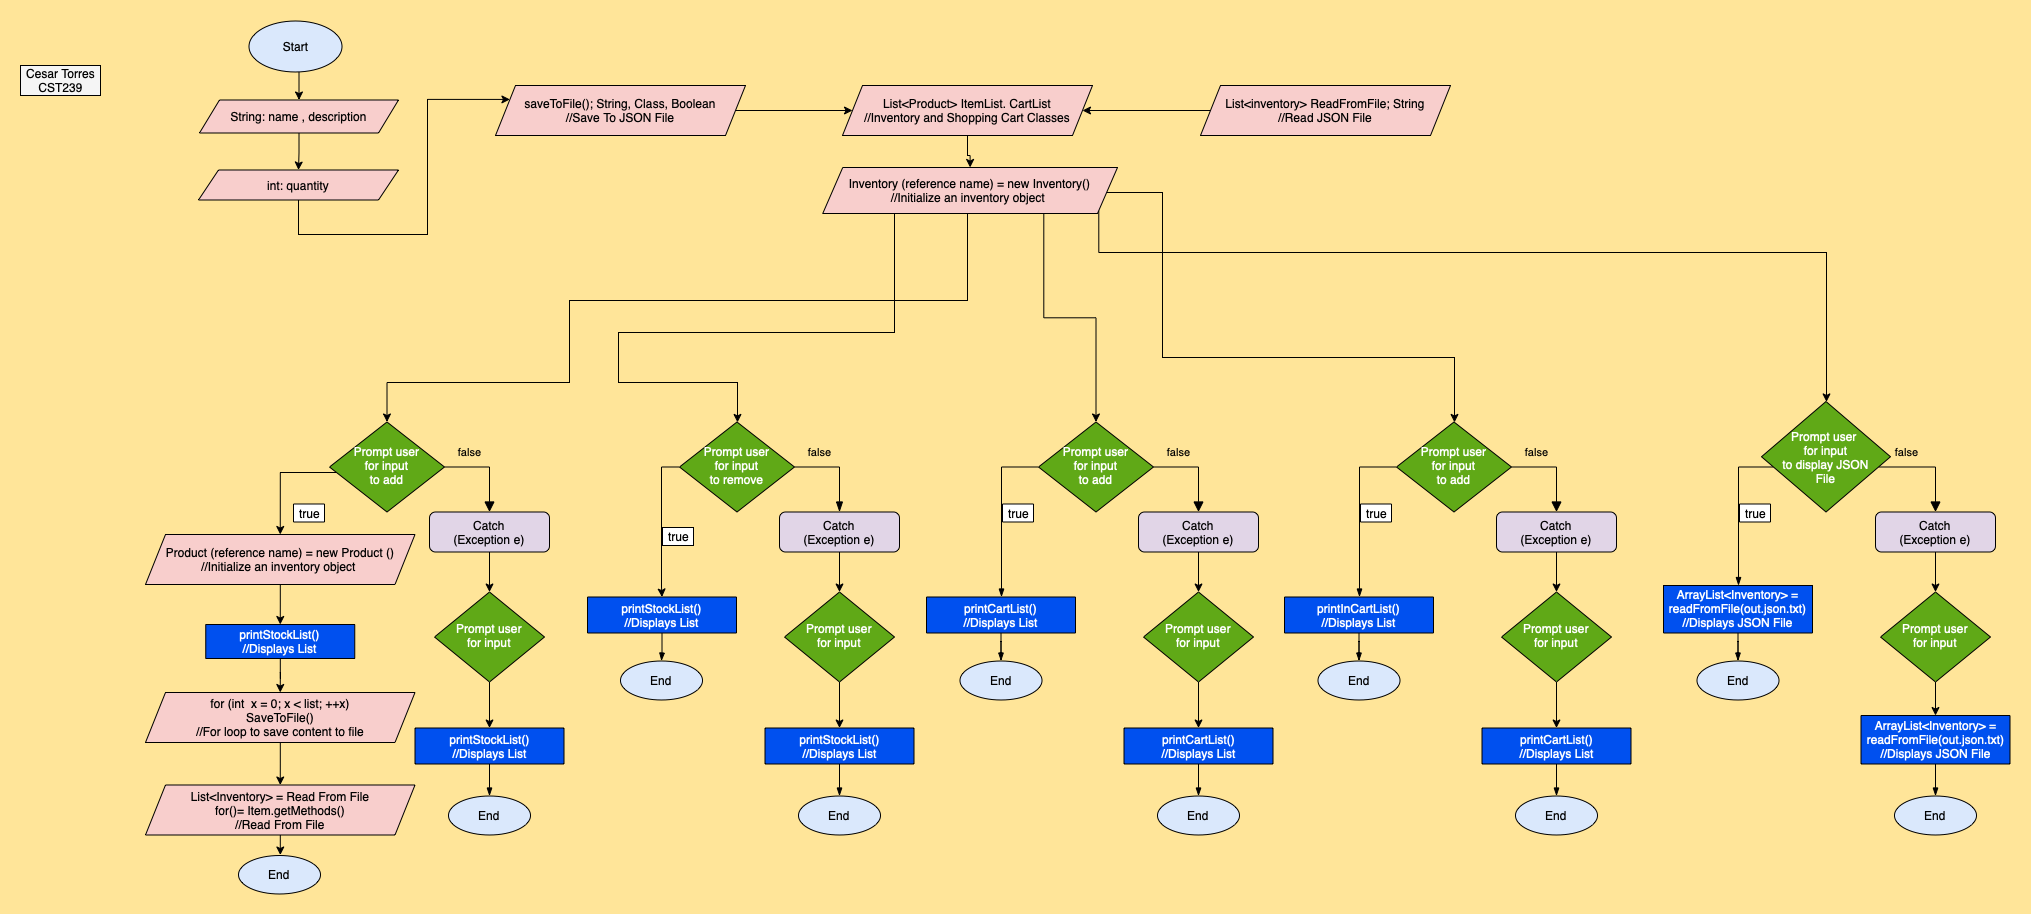 Start
Cesar Torres
CST239
String: name , description
int: quantity
saveToFile(); String, Class, Boolean
//Save To JSON File
List<Product> ItemList. CartList
//Inventory and Shopping Cart Classes
List<inventory> ReadFromFile; String
//Read JSON File
Inventory (reference name) = new Inventory()
//Initialize an inventory object
Prompt user
for input
to add
false
true
Product (reference name) = new Product ()
//Initialize an inventory object
printStockList()
//Displays List
for (int  x = 0; x < list; ++x)
SaveToFile()
//For loop to save content to file
List<Inventory> = Read From File
for()= Item.getMethods()
//Read From File
End
Catch
(Exception e)
Prompt user
for input
printStockList()
//Displays List
End
Prompt user
for input
to remove
false
true
printStockList()
//Displays List
End
Catch
(Exception e)
Prompt user
for input
printStockList()
//Displays List
End
Prompt user
for input
to add
false
true
printCartList()
//Displays List
End
Catch
(Exception e)
Prompt user
for input
printCartList()
//Displays List
End
Prompt user
for input
to add
false
true
printInCartList()
//Displays List
End
Catch
(Exception e)
Prompt user
for input
printCartList()
//Displays List
End
Prompt user
for input
to display JSON
File
false
true
ArrayList<Inventory> =
readFromFile(out.json.txt)
//Displays JSON File
End
Catch
(Exception e)
Prompt user
for input
ArrayList<Inventory> =
readFromFile(out.json.txt)
//Displays JSON File
End